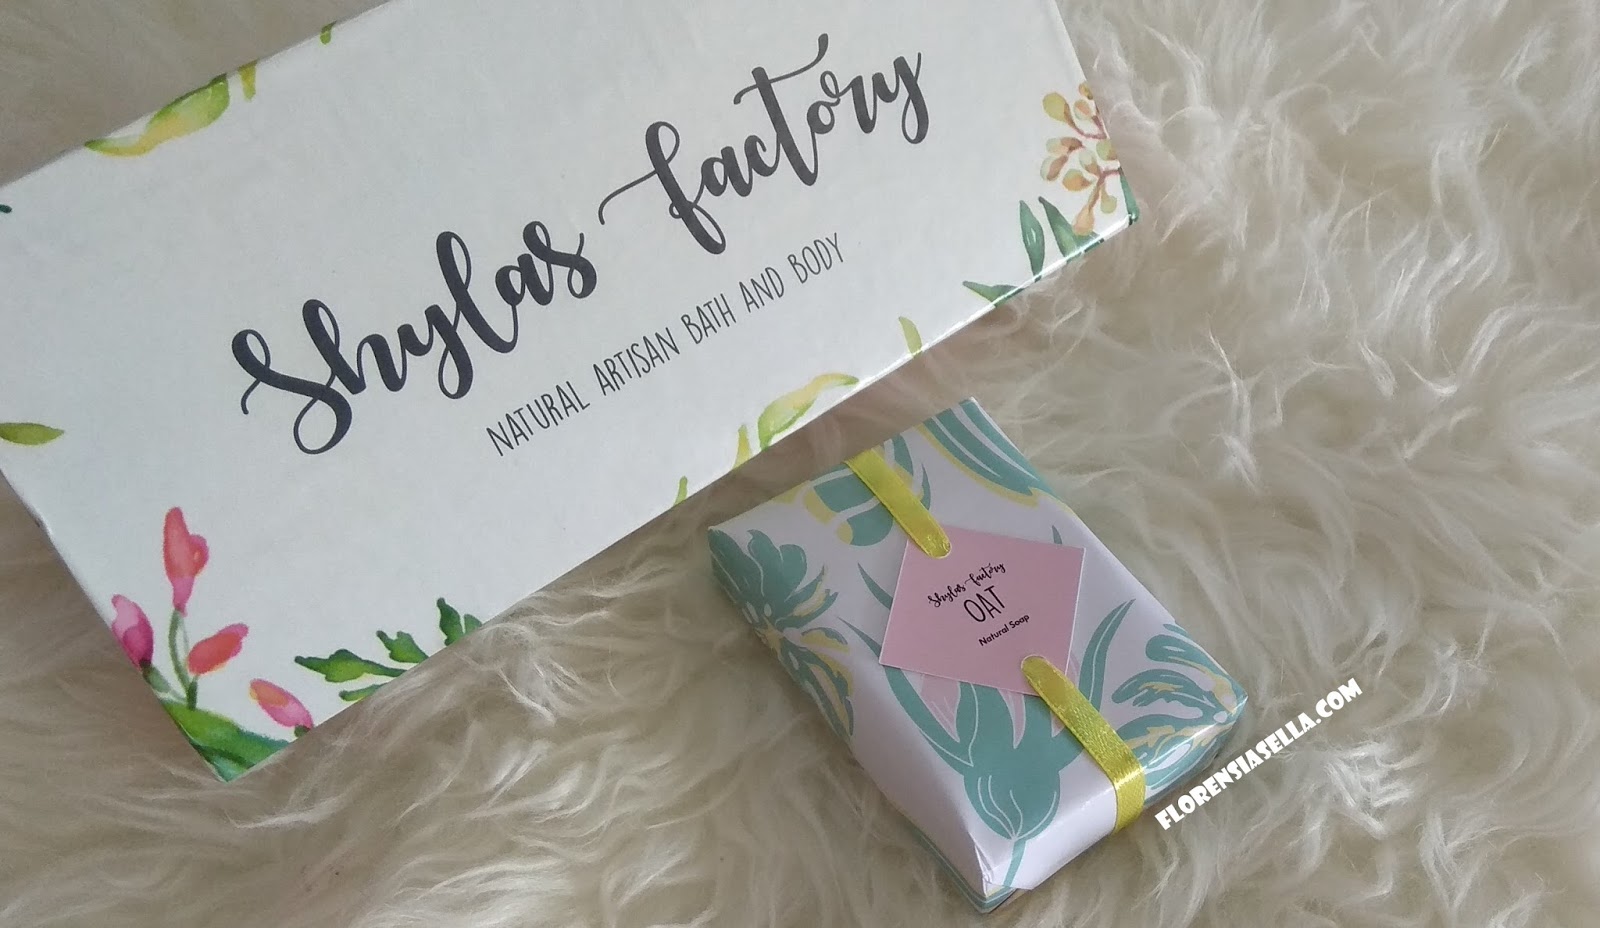 Shylas factory
NATURAL ARTISAN BATH AND BODY
Shylas factory
OAT
Natural Soap
FLORENSIASELLA.COM